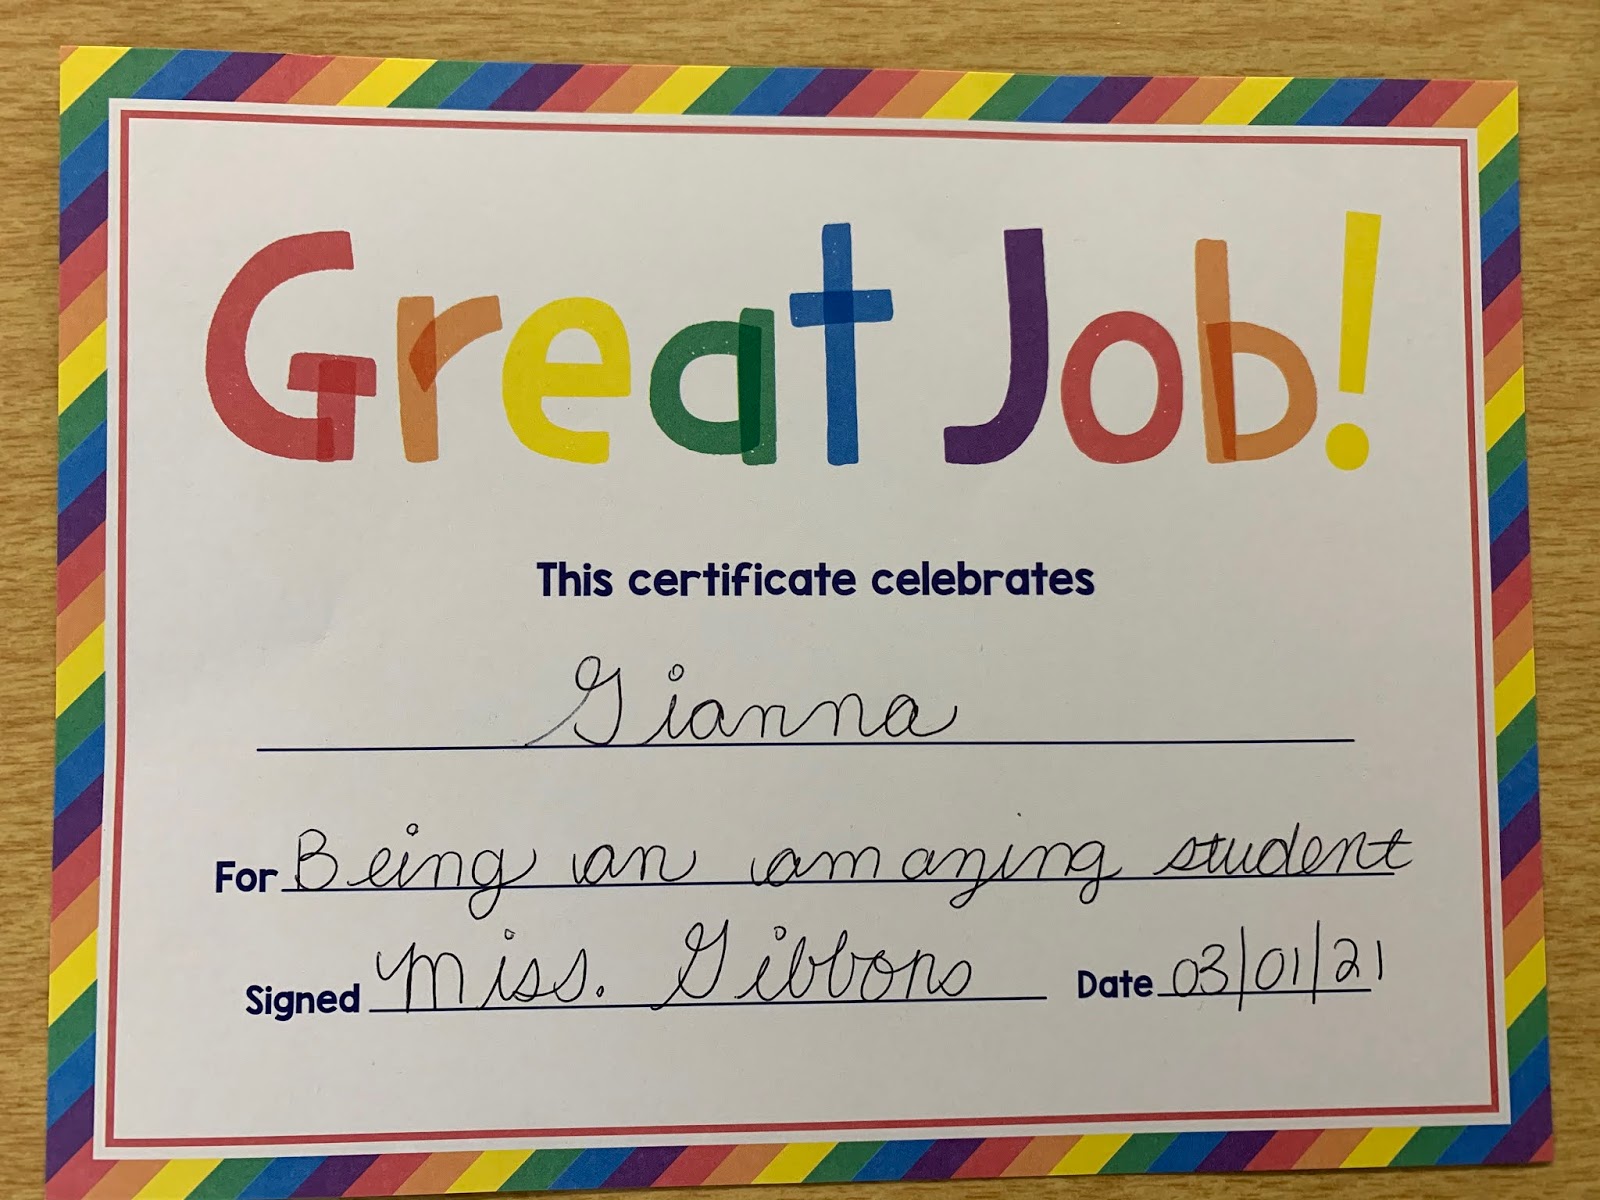 Great Job!
This certificate celebrates
Gianna
For Being an amazing student
Signed Miss. Gibbons Date 03/01/21